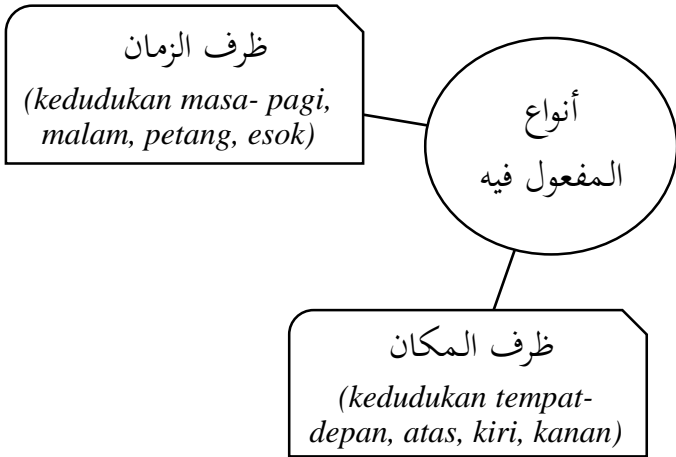 ظرف الزمان
(kedudukan masa- pagi,
malam, petang, esok)
أنواع
المفعول فيه
ظرف المكان
(kedudukan tempat-
depan, atas, kiri, kanan)